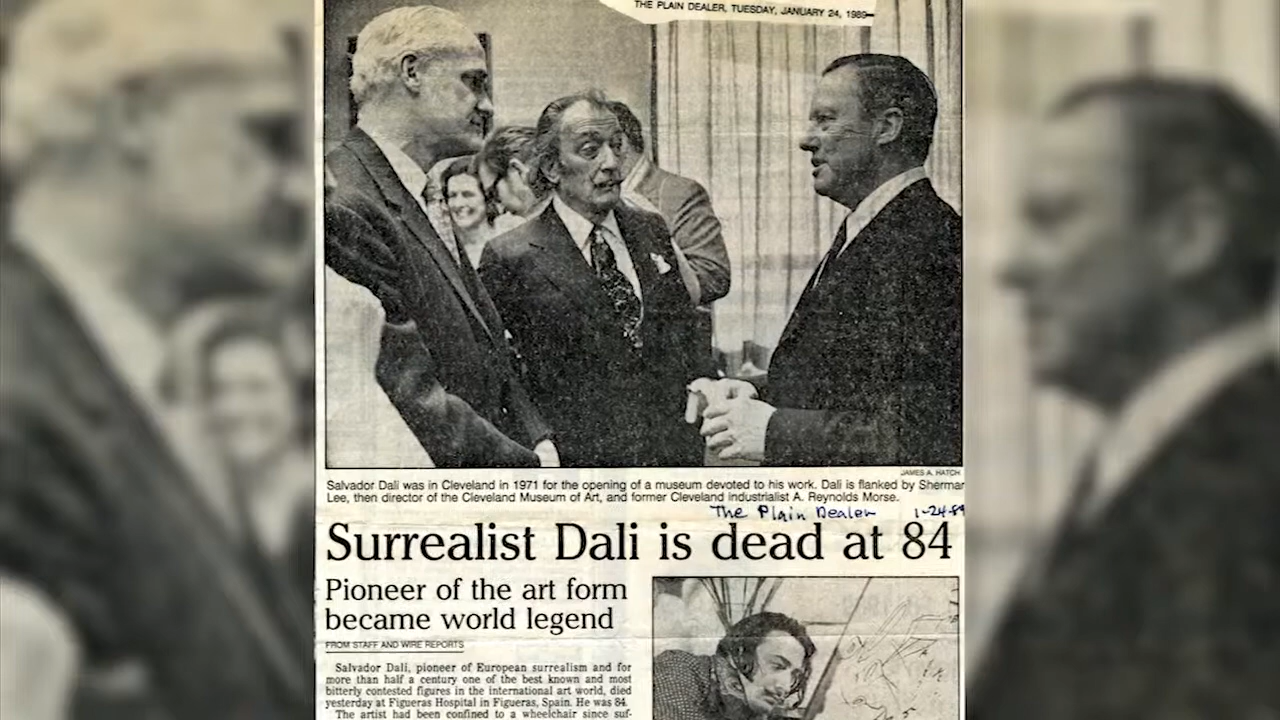 THE PLAIN DEALER, TUESDAY, JANUARY 24, 1989
JAMES A. HATCH
Salvador Dali was in Cleveland in 1971 for the opening of a museum devoted to his work. Dali is flanked by Sherman
Lee, then director of the Cleveland Museum of Art, and former Cleveland industrialist A. Reynolds Morse.
The Plain Dealer 1-24-89
Surrealist Dali is dead at 84
Pioneer of the art form
became world legend
FROM STAFF AND WIRE REPORTS
Salvador Dali, pioneer of European surrealism and for
more than half a century one of the best known and most
bitterly contested figures in the international art world, died
yesterday at Figueras Hospital in Figueras, Spain. He was 84.
The artist had been confined to a wheelchair since suf-